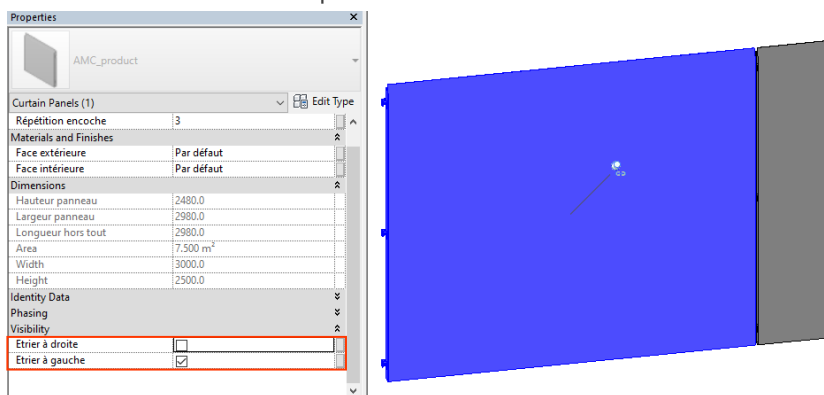 Properties
AMC_product
Curtain Panels (1) Edit Type
Répétition encoche 3
Materials and Finishes
Face extérieure Par défaut
Face intérieure Par défaut
Dimensions
Hauteur panneau 2480.0
Largeur panneau 2980.0
Longueur hors tout 2980.0
Area 7.500 m²
Width 3000.0
Height 2500.0
Identity Data
Phasing
Visibility
Etrier à droite
Etrier à gauche